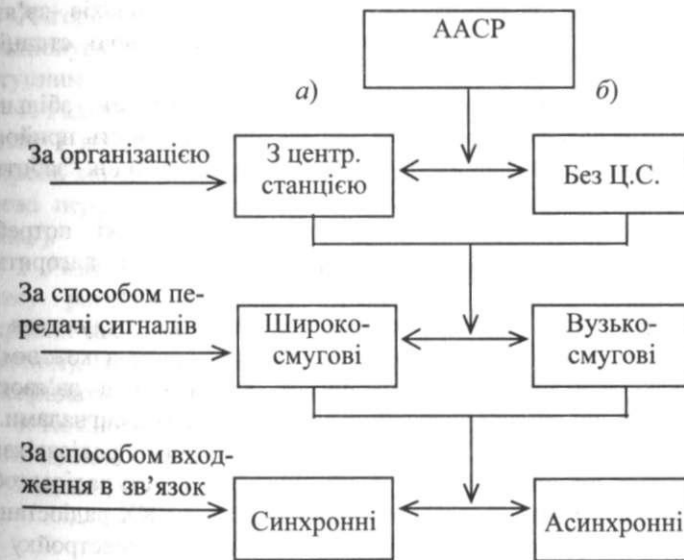 ААСР
а)
б)
За організацією
З центр.
станцією
Без Ц.С.
За способом пе-
редачі сигналів
Широко-
смугові
Вузько-
смугові
За способом вход-
ження в зв'язок
Синхронні
Асинхронні